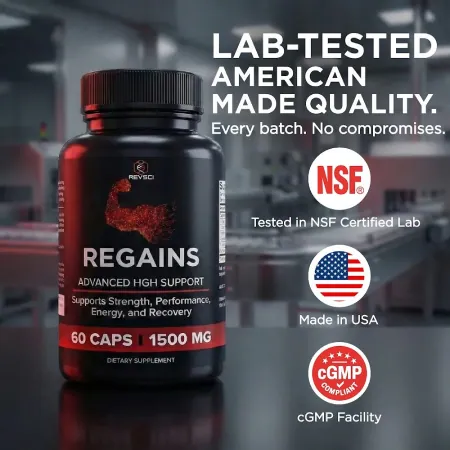 LAB-TESTED
AMERICAN
MADE QUALITY.
Every batch. No compromises.
REVSCI
REGAINS
ADVANCED HGH SUPPORT
Supports Strength, Performance,
Energy, and Recovery
60 CAPS | 1500 MG
DIETARY SUPPLEMENT
NSF®
Tested in NSF Certified Lab
Made in USA
cGMP
COMPLIANT
cGMP Facility